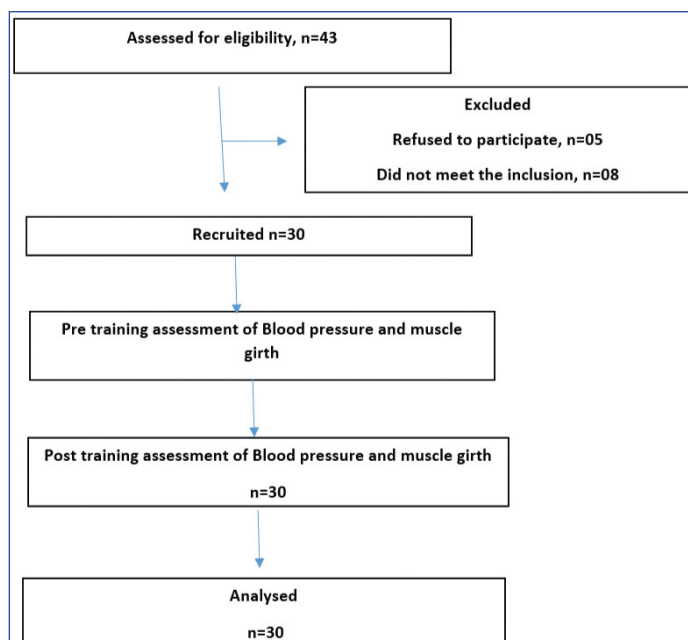 Assessed for eligibility, n=43
Excluded
Refused to participate, n=05
Did not meet the inclusion, n=08
Recruited n=30
Pre training assessment of Blood pressure and muscle
girth
Post training assessment of Blood pressure and muscle girth
n=30
Analysed
n=30